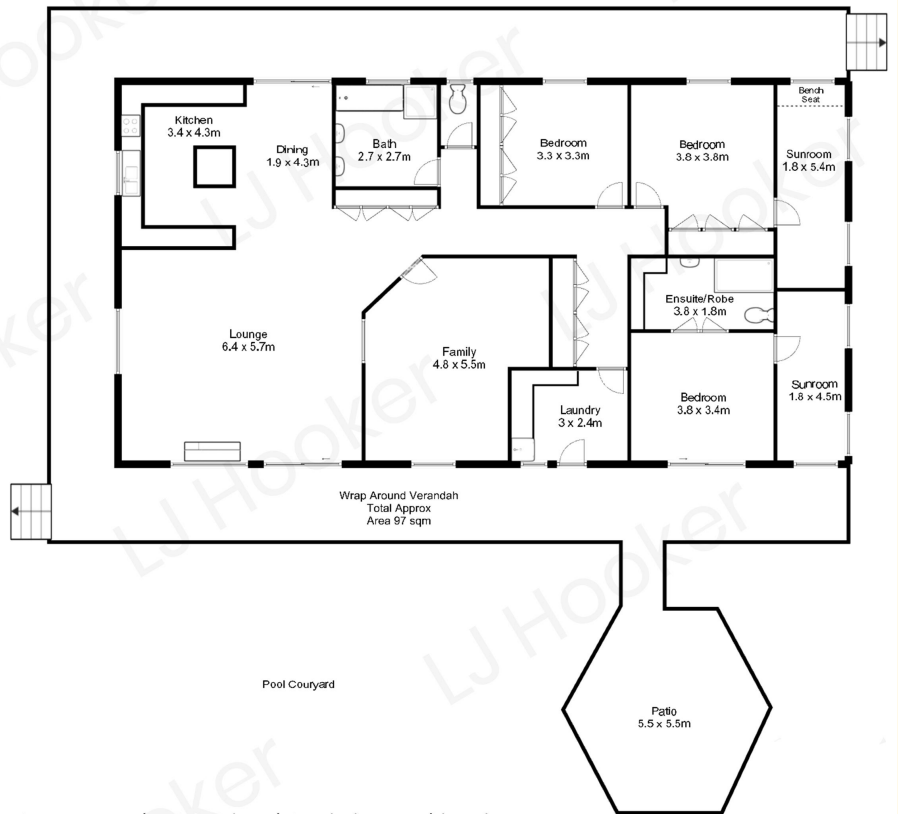 Kitchen
3.4 x 4.3m
Dining
1.9 x 4.3m
Bath
2.7 x 2.7m
Bedroom
3.3 x 3.3m
Bedroom
3.8 x 3.8m
Bench
Seat
Sunroom
1.8 x 5.4m
Lounge
6.4 x 5.7m
Family
4.8 x 5.5m
Ensuite/Robe
3.8 x 1.8m
Laundry
3 x 2.4m
Bedroom
3.8 x 3.4m
Sunroom
1.8 x 4.5m
Wrap Around Verandah
Total Approx
Area 97 sqm
Pool Couryard
Patio
5.5 x 5.5m
LJ Hooker
LJ Hooker
LJ Hooker
LJ Hooker